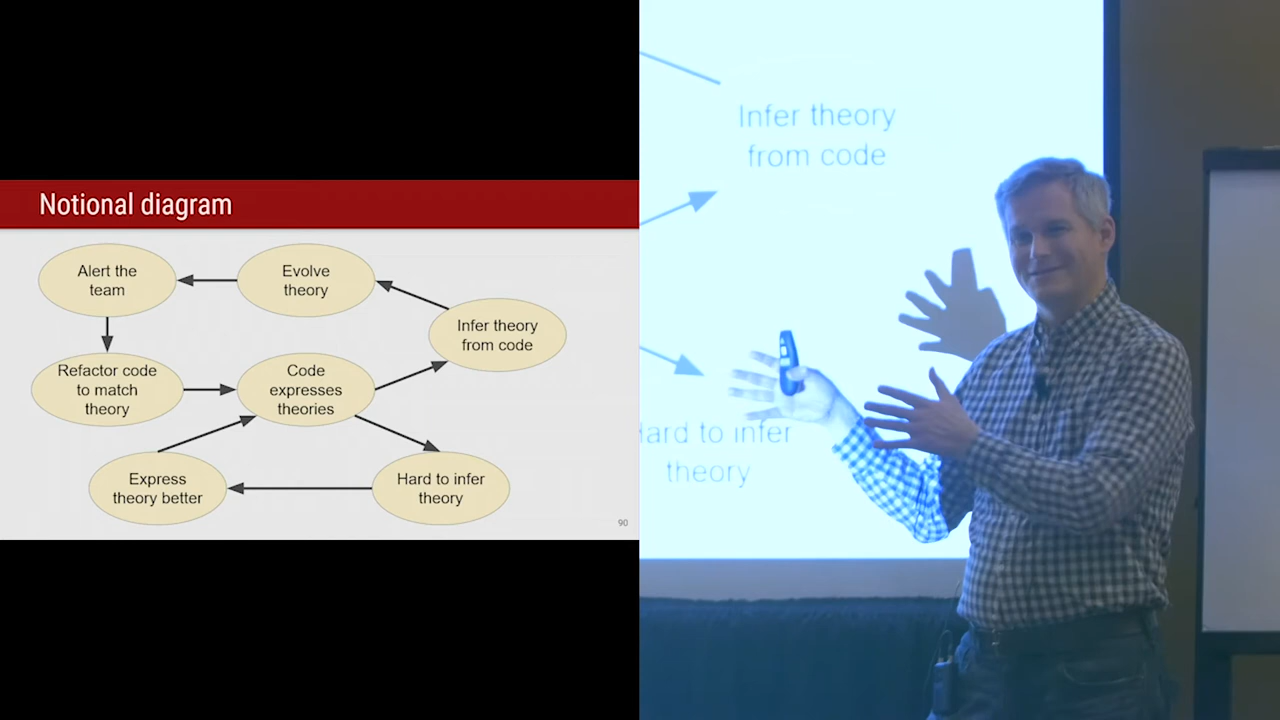 Notional diagram
Alert the
team
Evolve
theory
Infer theory
from code
Refactor code
to match
theory
Code
expresses
theories
Express
theory better
Hard to infer
theory
90
Infer theory
from code
Hard to infer
theory